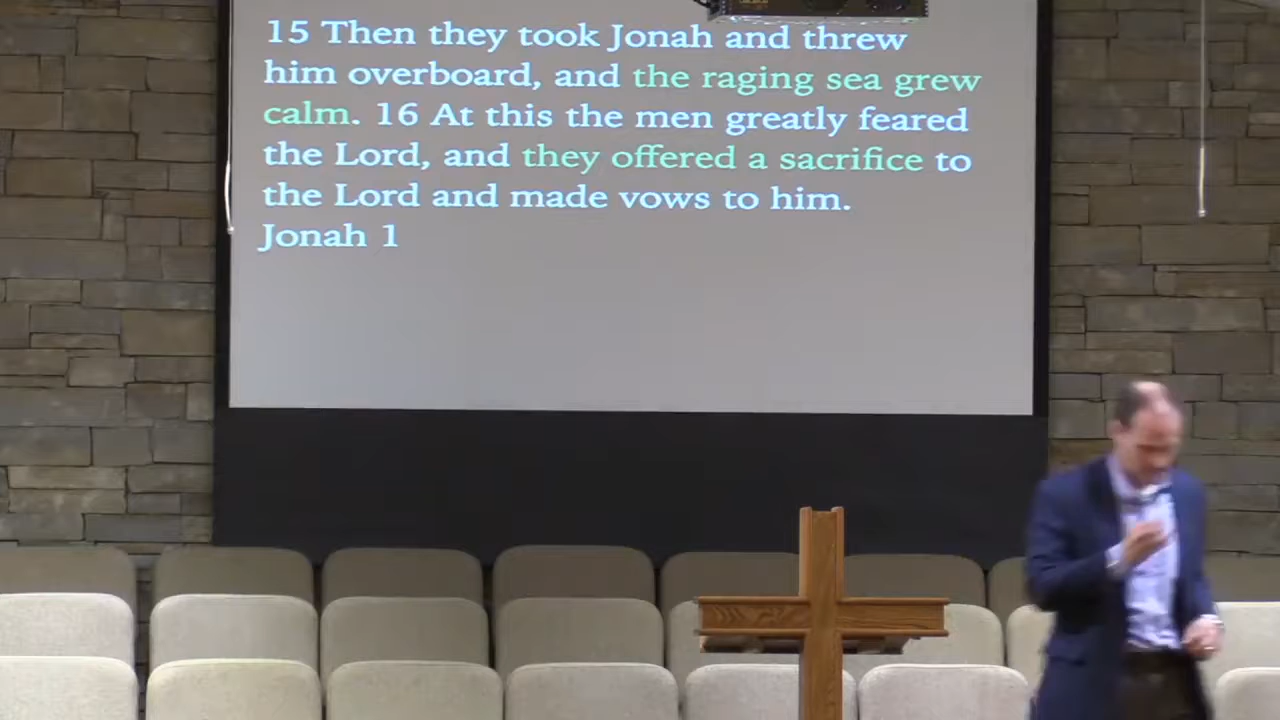 15 Then they took Jonah and threw
him overboard, and the raging sea grew
calm. 16 At this the men greatly feared
the Lord, and they offered a sacrifice to
the Lord and made vows to him.
Jonah 1